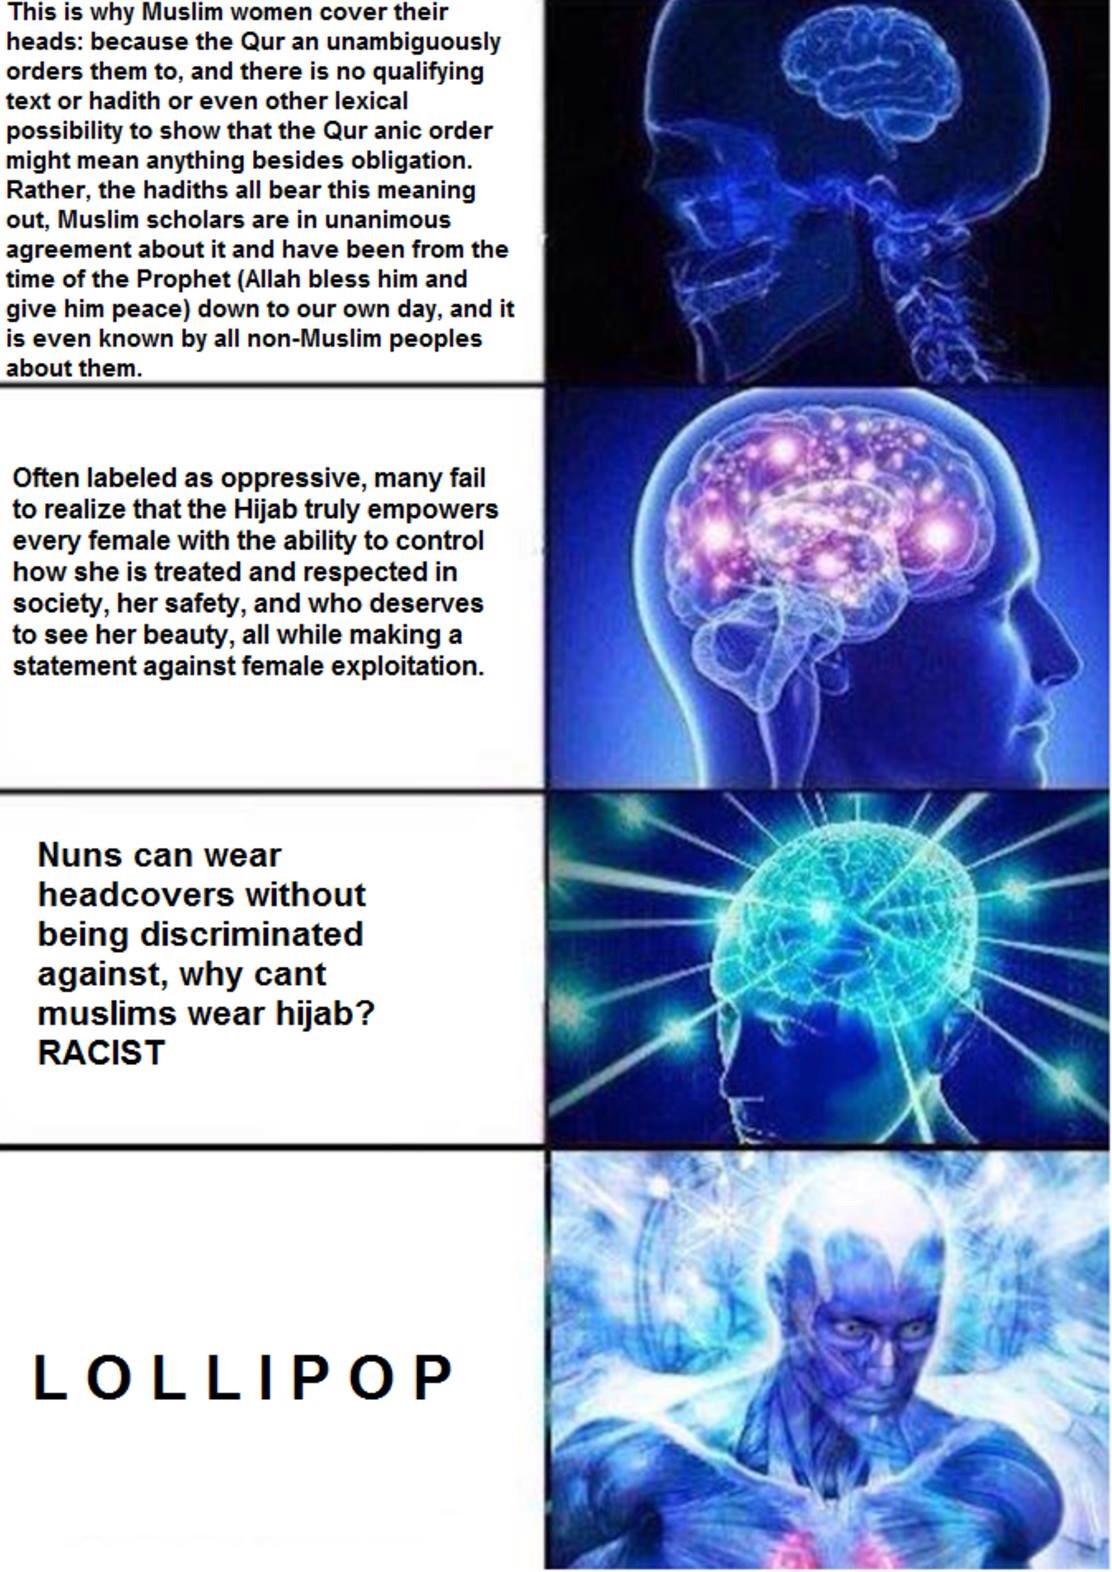 This is why Muslim women cover their
heads: because the Qur an unambiguously
orders them to, and there is no qualifying
text or hadith or even other lexical
possibility to show that the Qur anic order
might mean anything besides obligation.
Rather, the hadiths all bear this meaning
out, Muslim scholars are in unanimous
agreement about it and have been from the
time of the Prophet (Allah bless him and
give him peace) down to our own day, and it
is even known by all non-Muslim peoples
about them.
Often labeled as oppressive, many fail
to realize that the Hijab truly empowers
every female with the ability to control
how she is treated and respected in
society, her safety, and who deserves
to see her beauty, all while making a
statement against female exploitation.
Nuns can wear
headcovers without
being discriminated
against, why cant
muslims wear hijab?
RACIST
L O L L I P O P